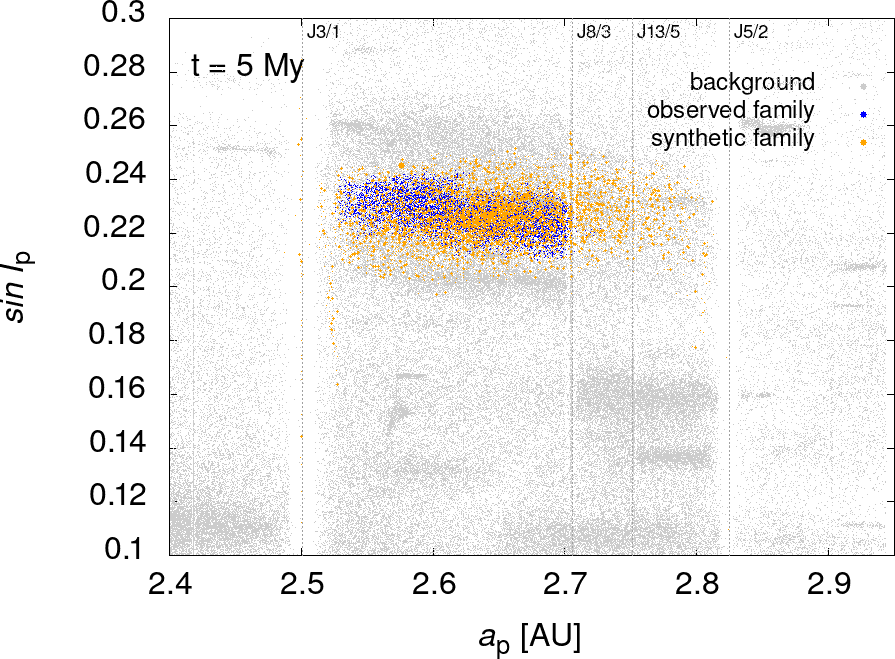 0.3
J3/1 J8/3 J13/5 J5/2
t = 5 My
0.28
background
observed family
0.26
synthetic family
0.24
0.22
sin Ip
0.2
0.18
0.16
0.14
0.12
0.1
2.4 2.5 2.6 2.7 2.8 2.9
ap [AU]